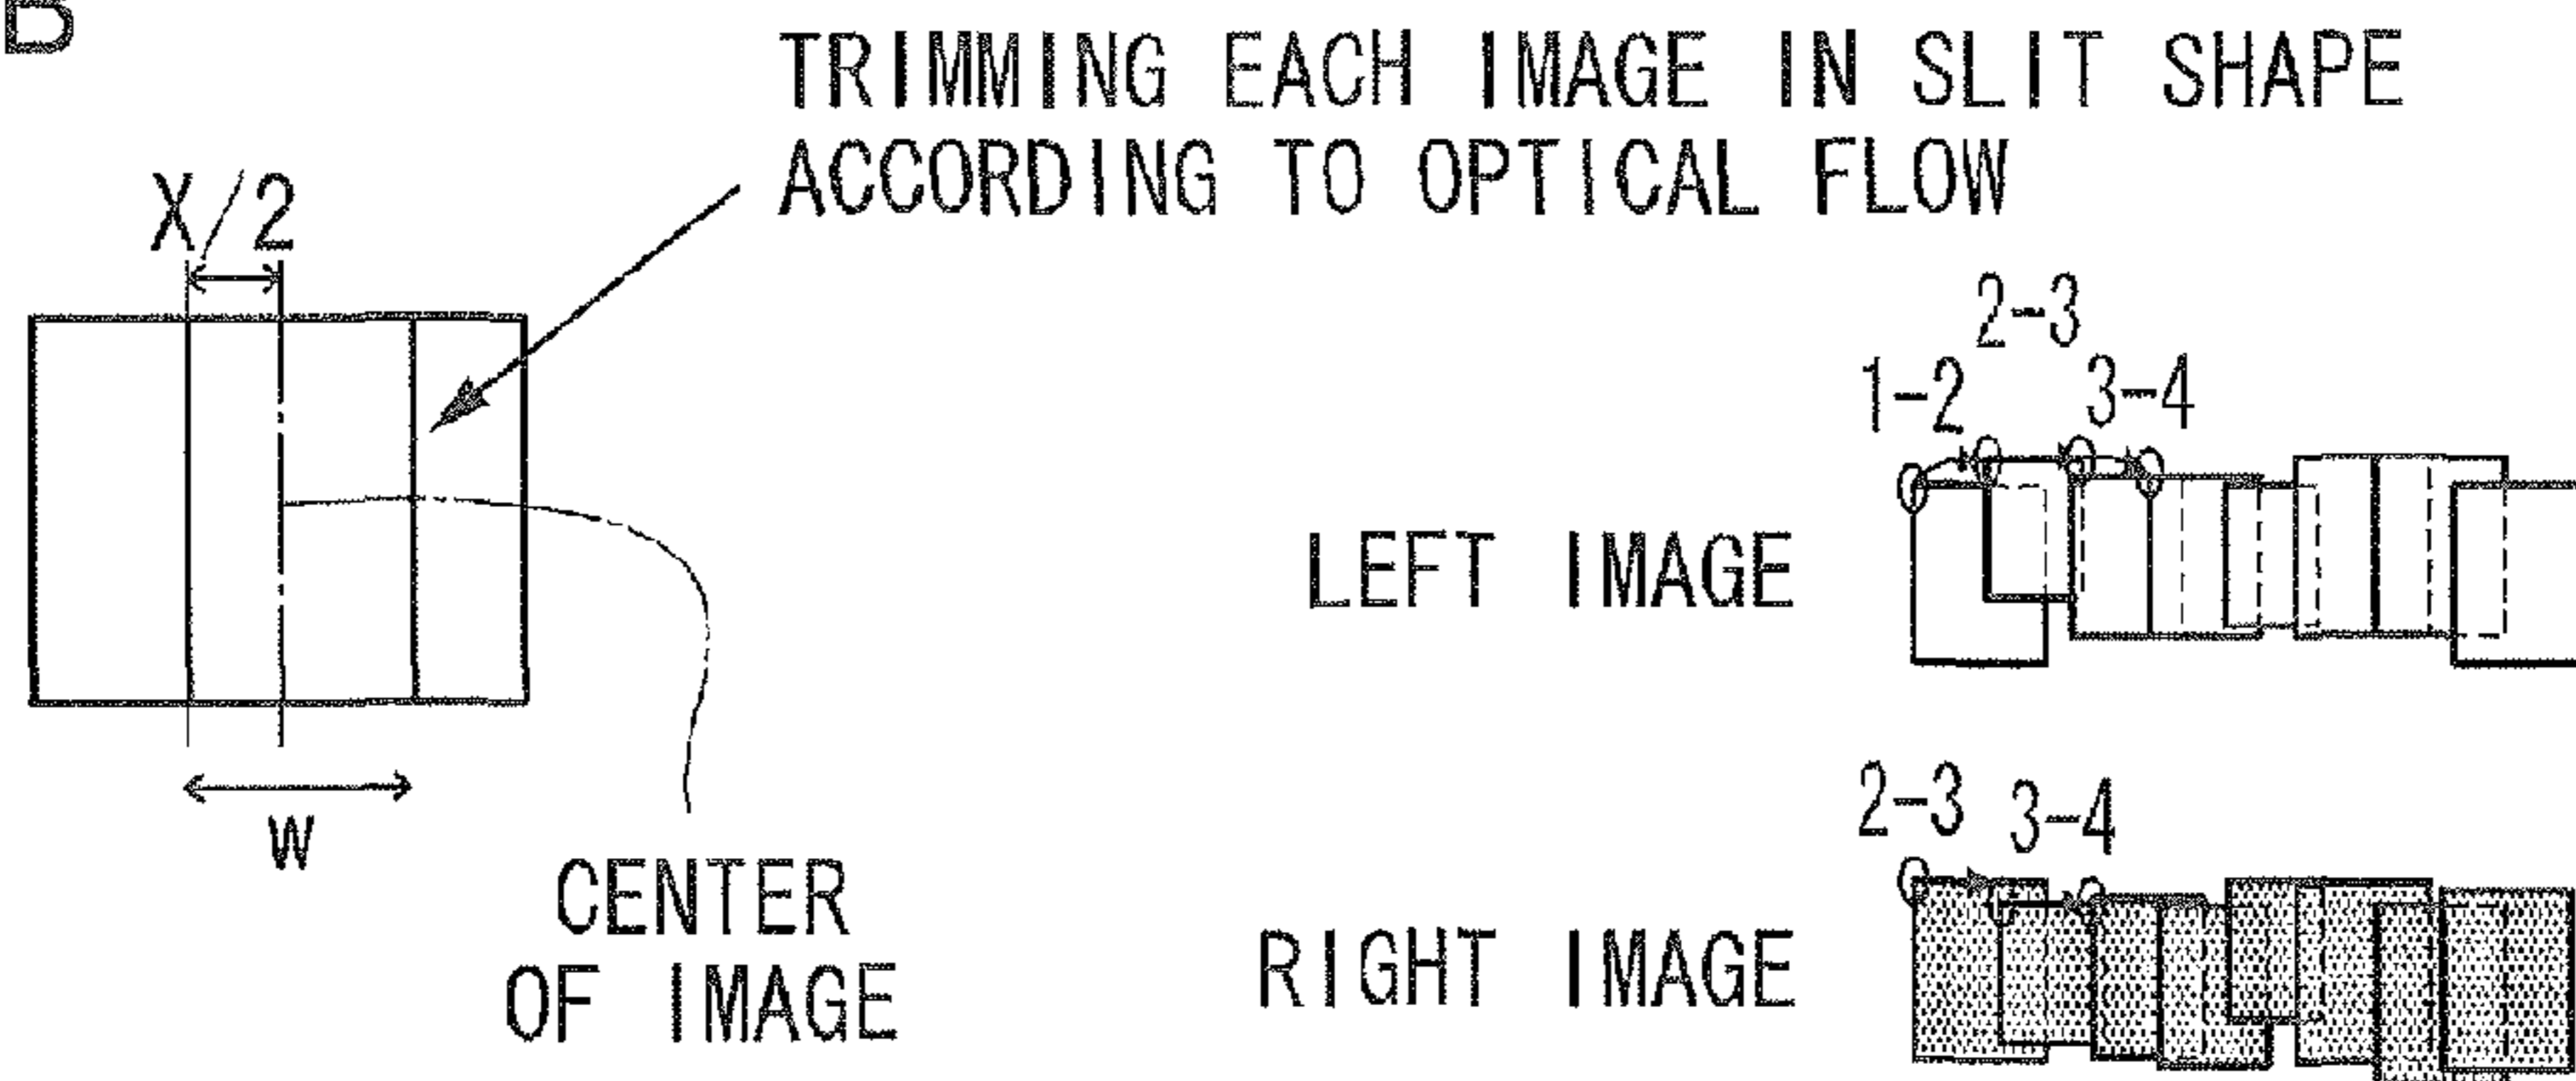 B
TRIMMING EACH IMAGE IN SLIT SHAPE
ACCORDING TO OPTICAL FLOW
X/2
2-3
1-2
3-4
LEFT IMAGE
W
2-3
3-4
CENTER
OF IMAGE
RIGHT IMAGE